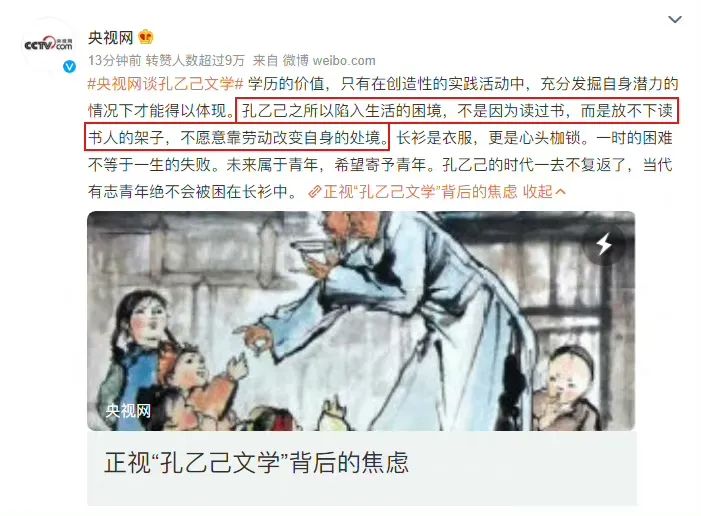 CCTV.com 央视网
央视网
13分钟前 转赞人数超过9万 来自 微博 weibo.com
#央视网谈孔乙己文学# 学历的价值，只有在创造性的实践活动中，充分发掘自身潜力的
情况下才能得以体现。孔乙己之所以陷入生活的困境，不是因为读过书，而是放不下读
书人的架子，不愿意靠劳动改变自身的处境。长衫是衣服，更是心头枷锁。一时的困难
不等于一生的失败。未来属于青年，希望寄予青年。孔乙己的时代一去不复返了，当代
有志青年绝不会被困在长衫中。正视“孔乙己文学”背后的焦虑 收起
央视网
正视“孔乙己文学”背后的焦虑